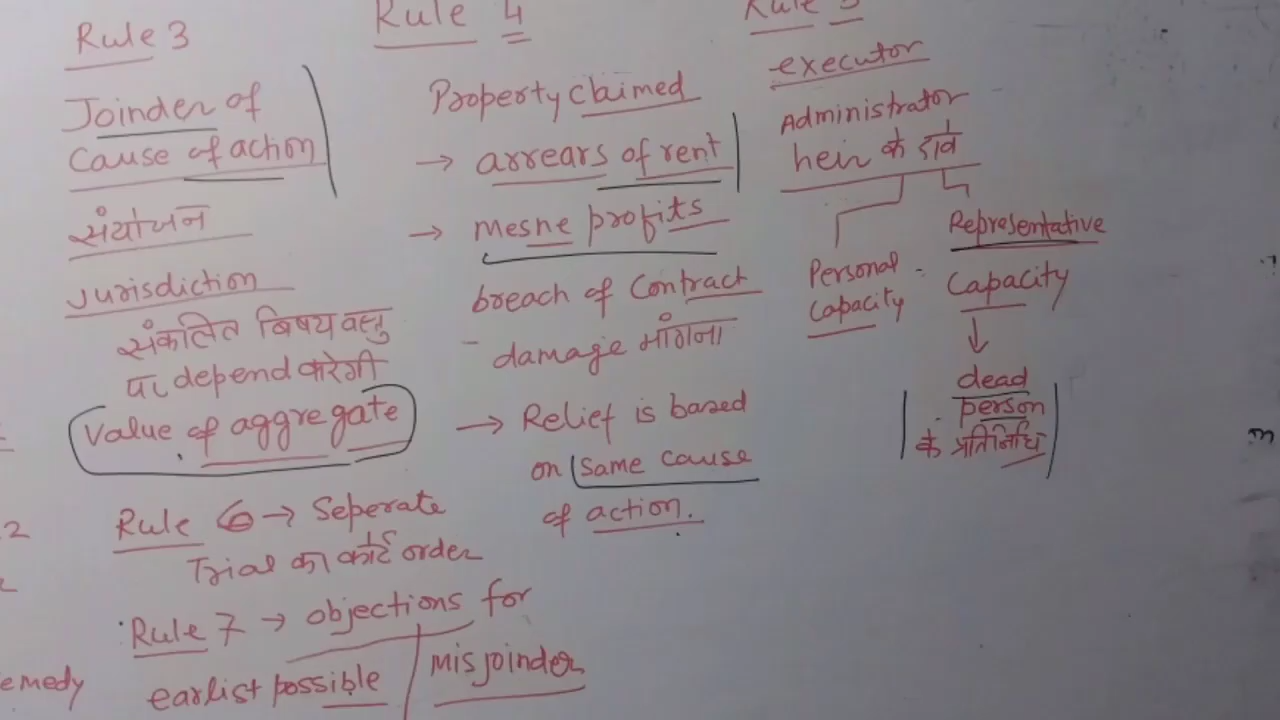 Rule 3
Joinder of
Cause of action
संयोजन
Jurisdiction
संकलित विषय वस्तु
पर depend करेगी
Value of aggregate
Rule 4
Property claimed
→ arrears of rent
→ mesne profits
breach of Contract
- damage मांगना
→ Relief is based
on same cause
of action.
Rule 5
executor
Administrator
heir के दावे
Personal
Capacity
Representative
Capacity
dead
person
के प्रतिनिधि
Rule 6 → Seperate
Trial का कोर्ट order
Rule 7 → objections for
earlist possible / misjoinder
emedy